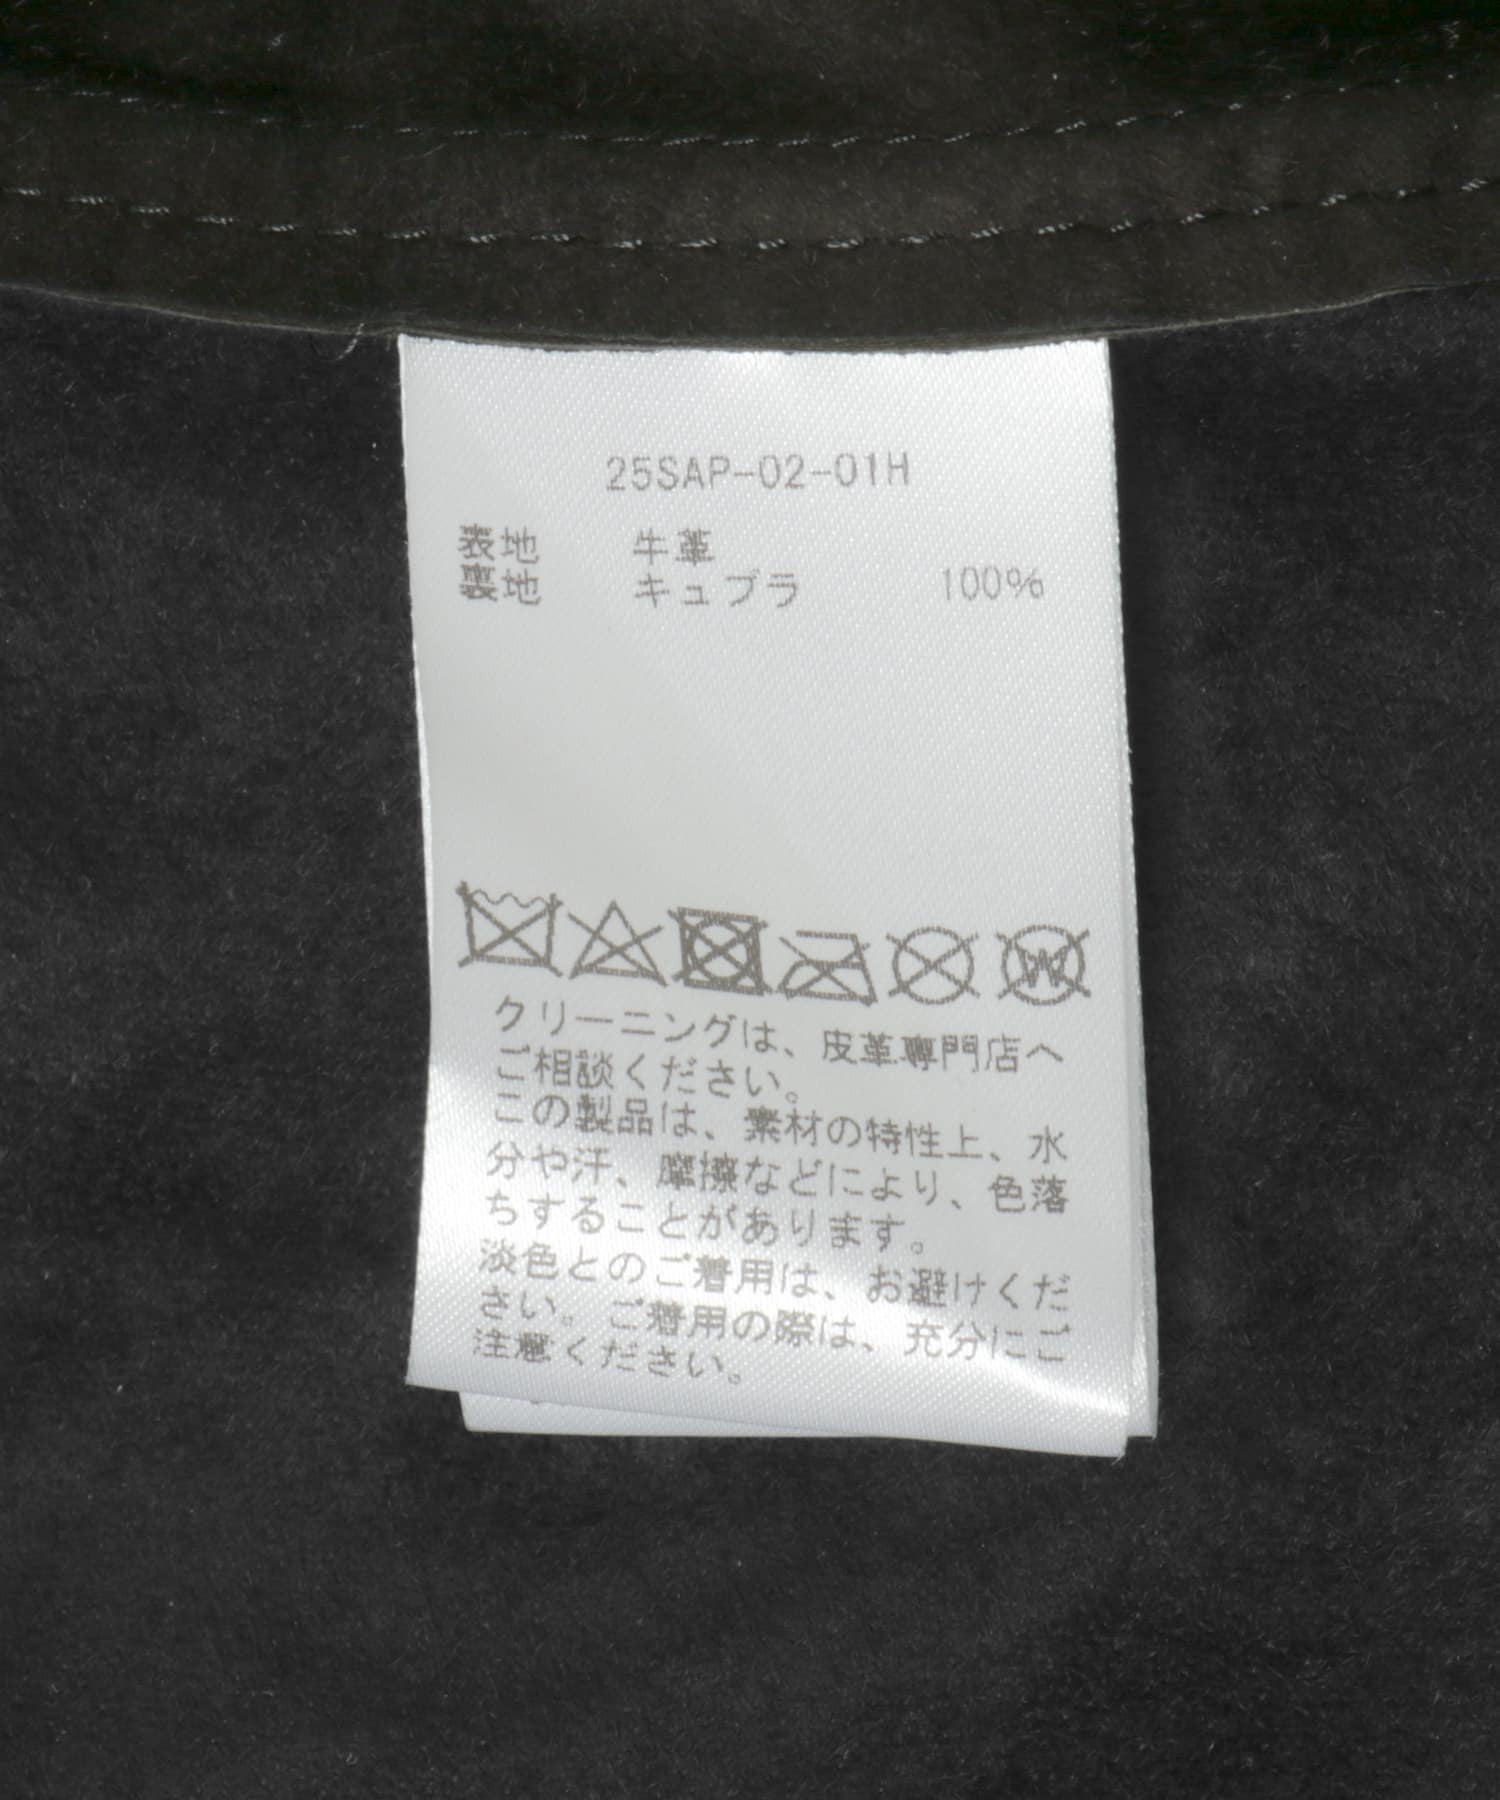 25SAP-02-01H
表地 牛革
裏地 キュプラ 100%
W
クリーニングは、皮革専門店へ
ご相談ください。
この製品は、素材の特性上、水
分や汗、摩擦などにより、色落
ちすることがあります。
淡色とのご着用は、お避けくだ
さい。ご着用の際は、充分にご
注意ください。